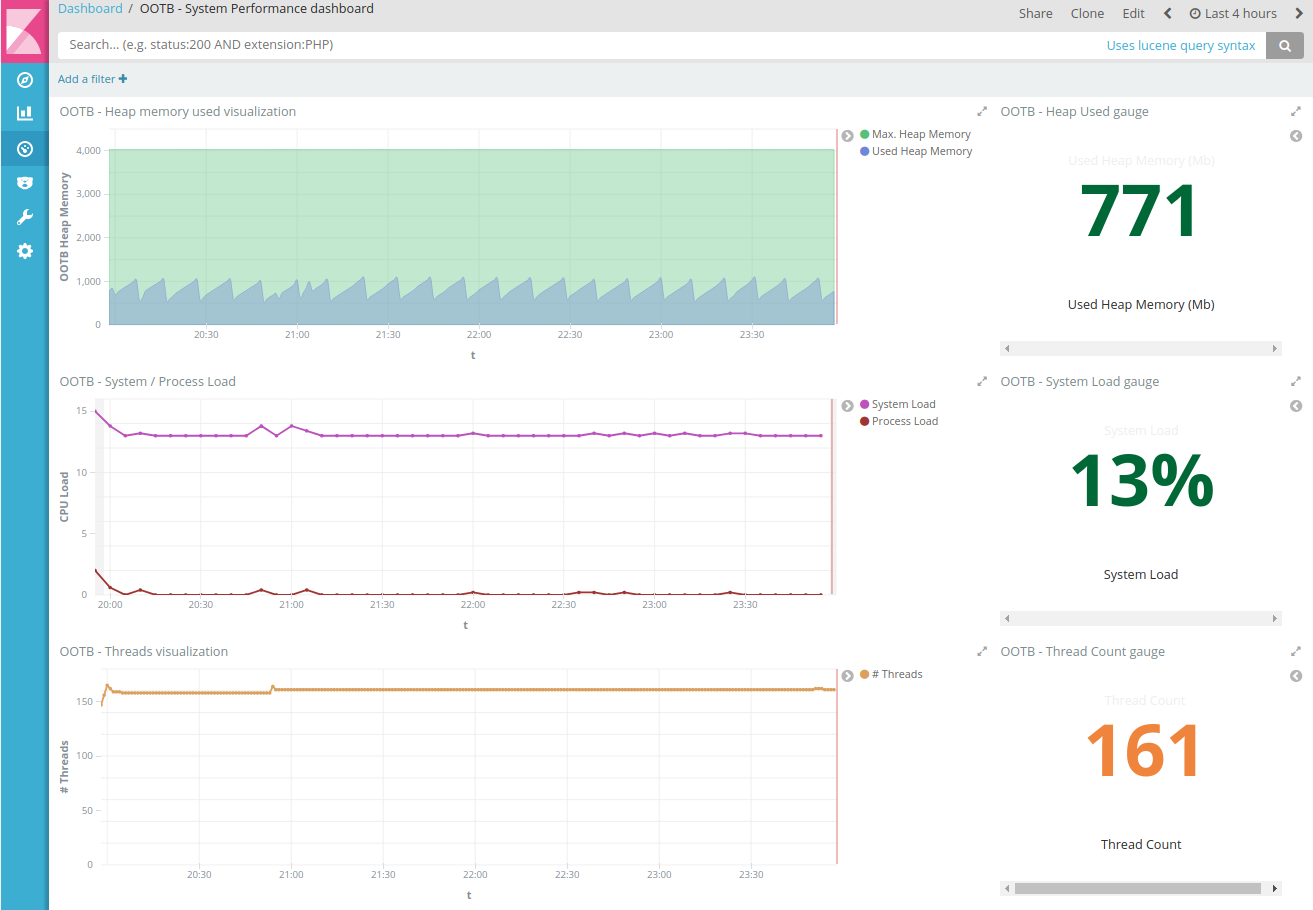 Dashboard / OOTB - System Performance dashboard
Share Clone Edit Last 4 hours
Search... (e.g. status:200 AND extension:PHP)
Uses lucene query syntax
Add a filter +
OOTB - Heap memory used visualization
OOTB Heap Memory
4,000
3,000
2,000
1,000
0
20:30 21:00 21:30 22:00 22:30 23:00 23:30
t
Max. Heap Memory
Used Heap Memory
OOTB - Heap Used gauge
Used Heap Memory (Mb)
771
Used Heap Memory (Mb)
OOTB - System / Process Load
CPU Load
15
10
5
0
20:00 20:30 21:00 21:30 22:00 22:30 23:00 23:30
t
System Load
Process Load
OOTB - System Load gauge
System Load
13%
System Load
OOTB - Threads visualization
# Threads
150
100
50
0
20:30 21:00 21:30 22:00 22:30 23:00 23:30
t
# Threads
OOTB - Thread Count gauge
Thread Count
161
Thread Count